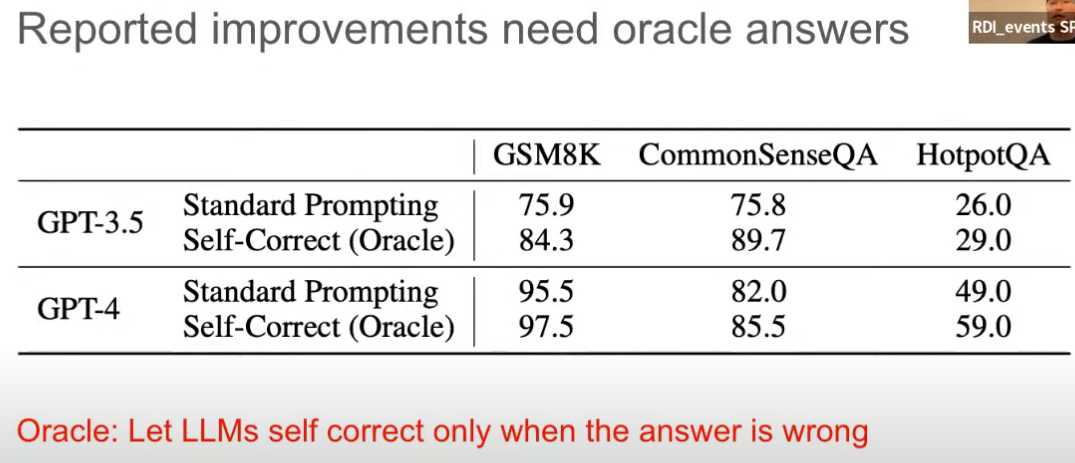 Reported improvements need oracle answers
RDI_events
GSM8K CommonSenseQA HotpotQA
GPT-3.5
Standard Prompting 75.9 75.8 26.0
Self-Correct (Oracle) 84.3 89.7 29.0
GPT-4
Standard Prompting 95.5 82.0 49.0
Self-Correct (Oracle) 97.5 85.5 59.0
Oracle: Let LLMs self correct only when the answer is wrong